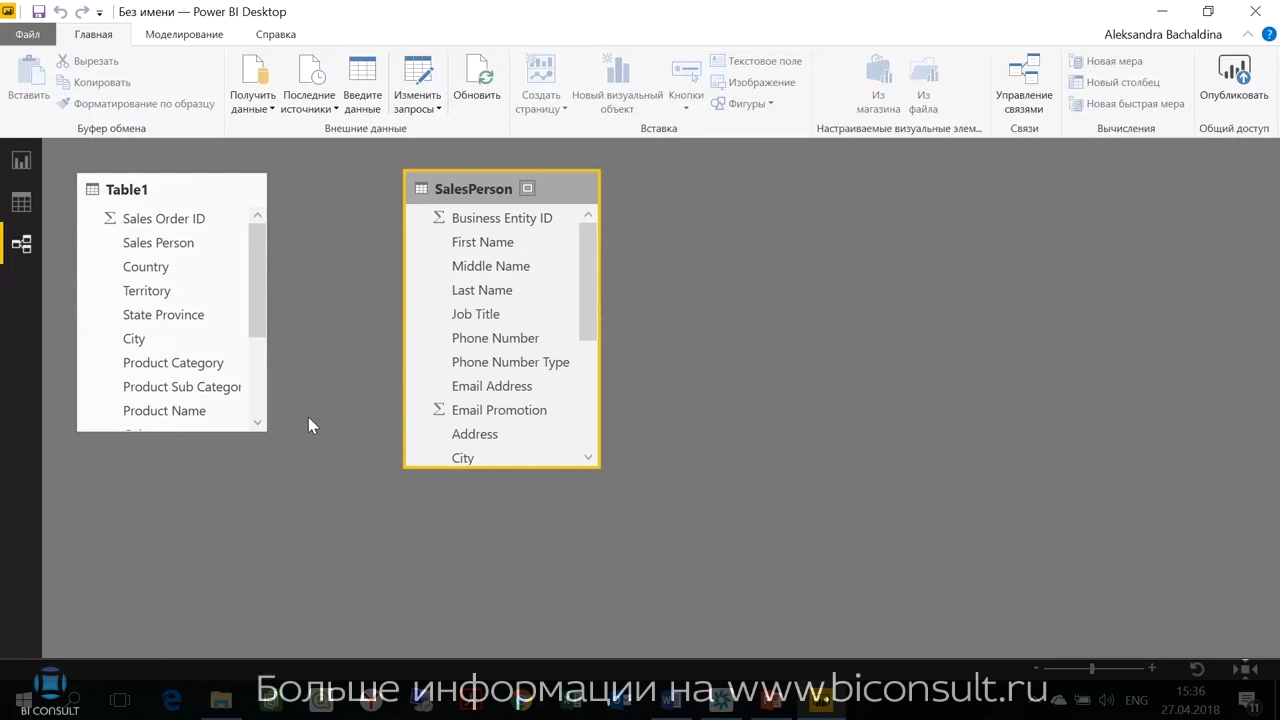 Без имени — Power BI Desktop
Файл
Главная
Моделирование
Справка
Aleksandra Bachaldina
?
Вставить
Вырезать
Копировать
Форматирование по образцу
Буфер обмена
Получить данные
Последние источники
Введите данные
Изменить запросы
Обновить
Внешние данные
Создать страницу
Новый визуальный объект
Кнопки
Текстовое поле
Изображение
Фигуры
Вставка
Из магазина
Из файла
Настраиваемые визуальные элем...
Управление связями
Связи
Новая мера
Новый столбец
Новая быстрая мера
Вычисления
Опубликовать
Общий доступ
Table1
Σ Sales Order ID
Sales Person
Country
Territory
State Province
City
Product Category
Product Sub Categor
Product Name
SalesPerson
Σ Business Entity ID
First Name
Middle Name
Last Name
Job Title
Phone Number
Phone Number Type
Email Address
Σ Email Promotion
Address
City
Больше информации на www.biconsult.ru
BI CONSULT
ENG
15:36
27.04.2018
11